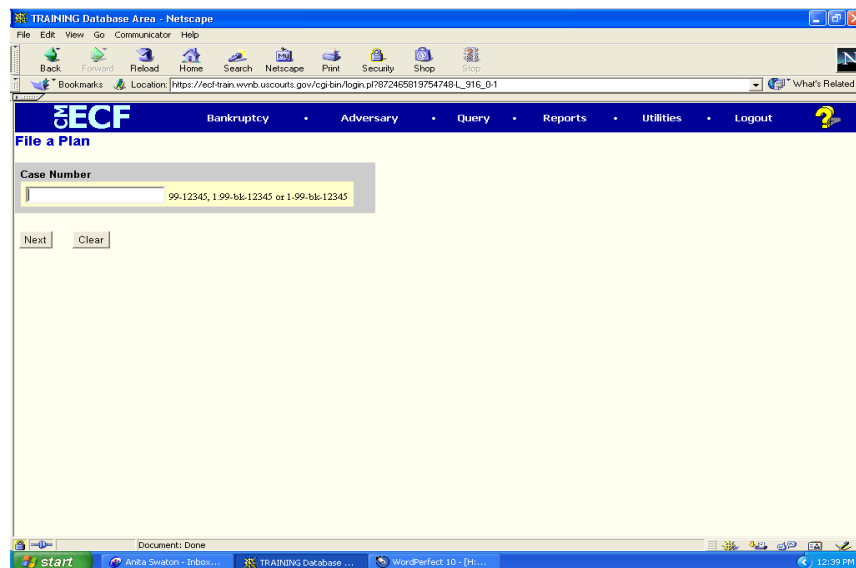 TRAINING Database Area - Netscape
File Edit View Go Communicator Help
Back Forward Reload Home Search Netscape Print Security Shop Stop
Bookmarks Location: https://ecf-train.wvnb.uscourts.gov/cgi-bin/login.pl?872465819754748-L_916_0-1 What's Related
CM ECF Bankruptcy • Adversary • Query • Reports • Utilities • Logout ?
File a Plan
Case Number
99-12345, 1:99-bk-12345 or 1-99-bk-12345
Next Clear
Document: Done
start Anita Swaton - Inbox... TRAINING Database ... WordPerfect 10 - [H:... 12:39 PM